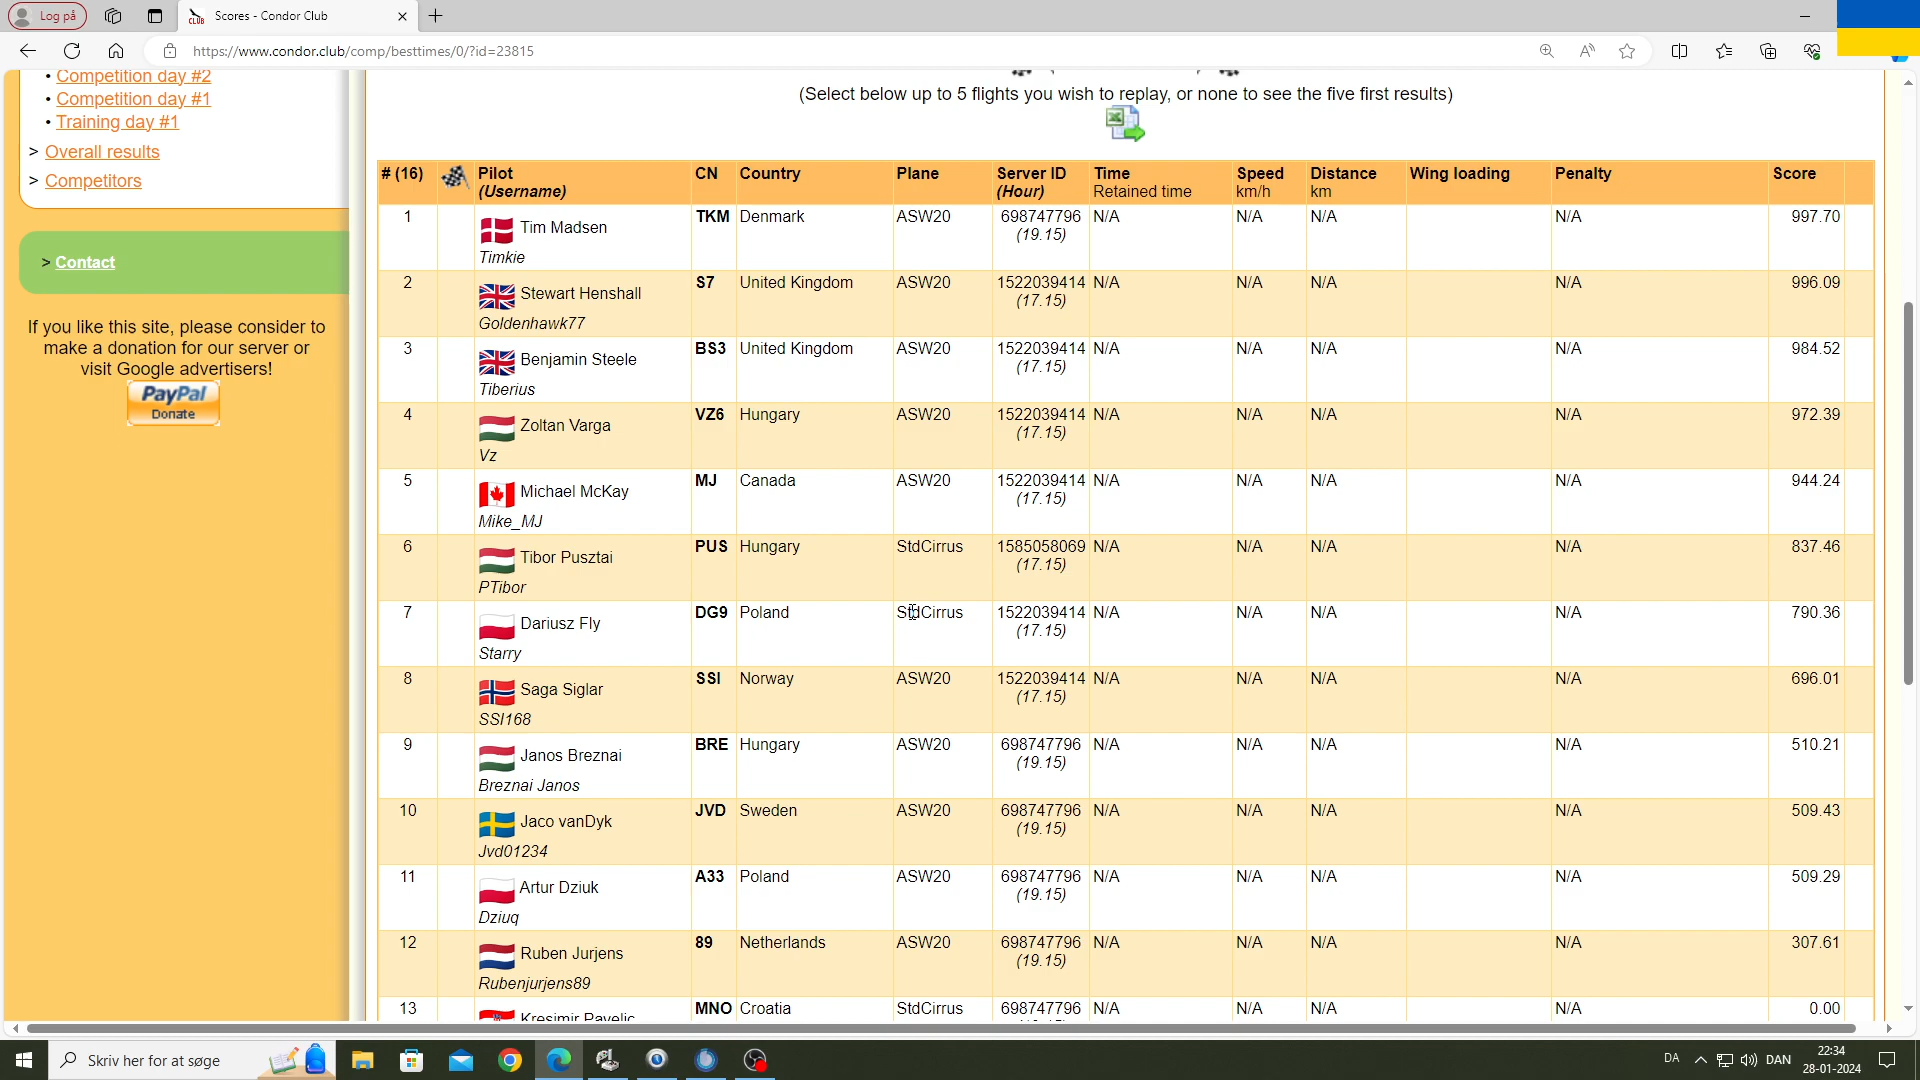 Log på
Scores - Condor Club
https://www.condor.club/comp/besttimes/0/?id=23815
• Competition day #2
• Competition day #1
• Training day #1
> Overall results
> Competitors
> Contact
If you like this site, please consider to
make a donation for our server or
visit Google advertisers!
PayPal
Donate
(Select below up to 5 flights you wish to replay, or none to see the five first results)
# (16) Pilot CN Country Plane Server ID Time Speed Distance Wing loading Penalty Score
(Username) (Hour) Retained time km/h km
1 Tim Madsen TKM Denmark ASW20 698747796 N/A N/A N/A N/A 997.70
(19.15)
Timkie
2 Stewart Henshall S7 United Kingdom ASW20 1522039414 N/A N/A N/A N/A 996.09
(17.15)
Goldenhawk77
3 Benjamin Steele BS3 United Kingdom ASW20 1522039414 N/A N/A N/A N/A 984.52
(17.15)
Tiberius
4 Zoltan Varga VZ6 Hungary ASW20 1522039414 N/A N/A N/A N/A 972.39
(17.15)
Vz
5 Michael McKay MJ Canada ASW20 1522039414 N/A N/A N/A N/A 944.24
(17.15)
Mike_MJ
6 Tibor Pusztai PUS Hungary StdCirrus 1585058069 N/A N/A N/A N/A 837.46
(17.15)
PTibor
7 Dariusz Fly DG9 Poland StdCirrus 1522039414 N/A N/A N/A N/A 790.36
(17.15)
Starry
8 Saga Siglar SSI Norway ASW20 1522039414 N/A N/A N/A N/A 696.01
(17.15)
SSI168
9 Janos Breznai BRE Hungary ASW20 698747796 N/A N/A N/A N/A 510.21
(19.15)
Breznai Janos
10 Jaco vanDyk JVD Sweden ASW20 698747796 N/A N/A N/A N/A 509.43
(19.15)
Jvd01234
11 Artur Dziuk A33 Poland ASW20 698747796 N/A N/A N/A N/A 509.29
(19.15)
Dziuq
12 Ruben Jurjens 89 Netherlands ASW20 698747796 N/A N/A N/A N/A 307.61
(19.15)
Rubenjurjens89
13 Kresimir Pavelic MNO Croatia StdCirrus 698747796 N/A N/A N/A N/A 0.00
Skriv her for at søge
DA
DAN
22:34
28-01-2024